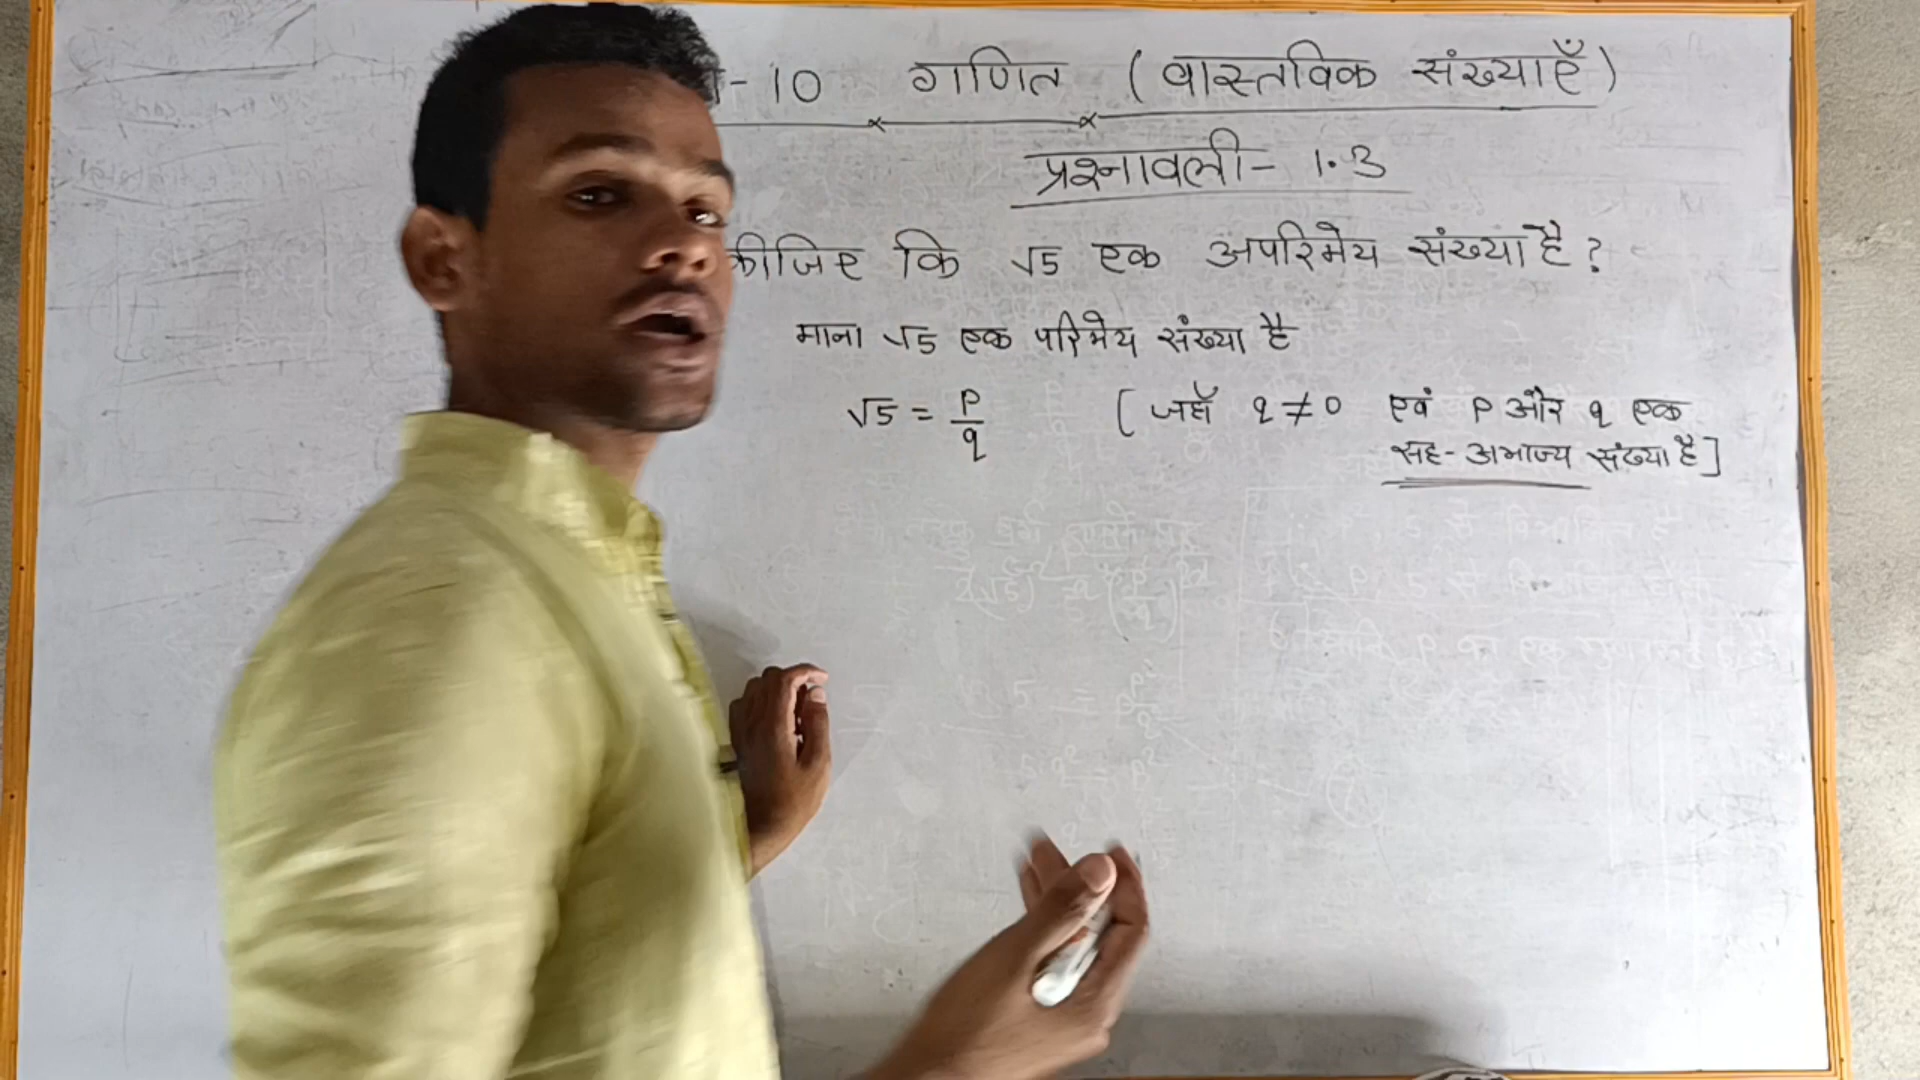 - 10 गणित ( वास्तविक संख्याएँ )
प्रश्नावली - 1.3
कीजिए कि √5 एक अपरिमेय संख्या है ?
माना √5 एक परिमेय संख्या है
√5 = p/q [ जहाँ q ≠ 0 एवं p और q एक
सह-अभाज्य संख्या है ]